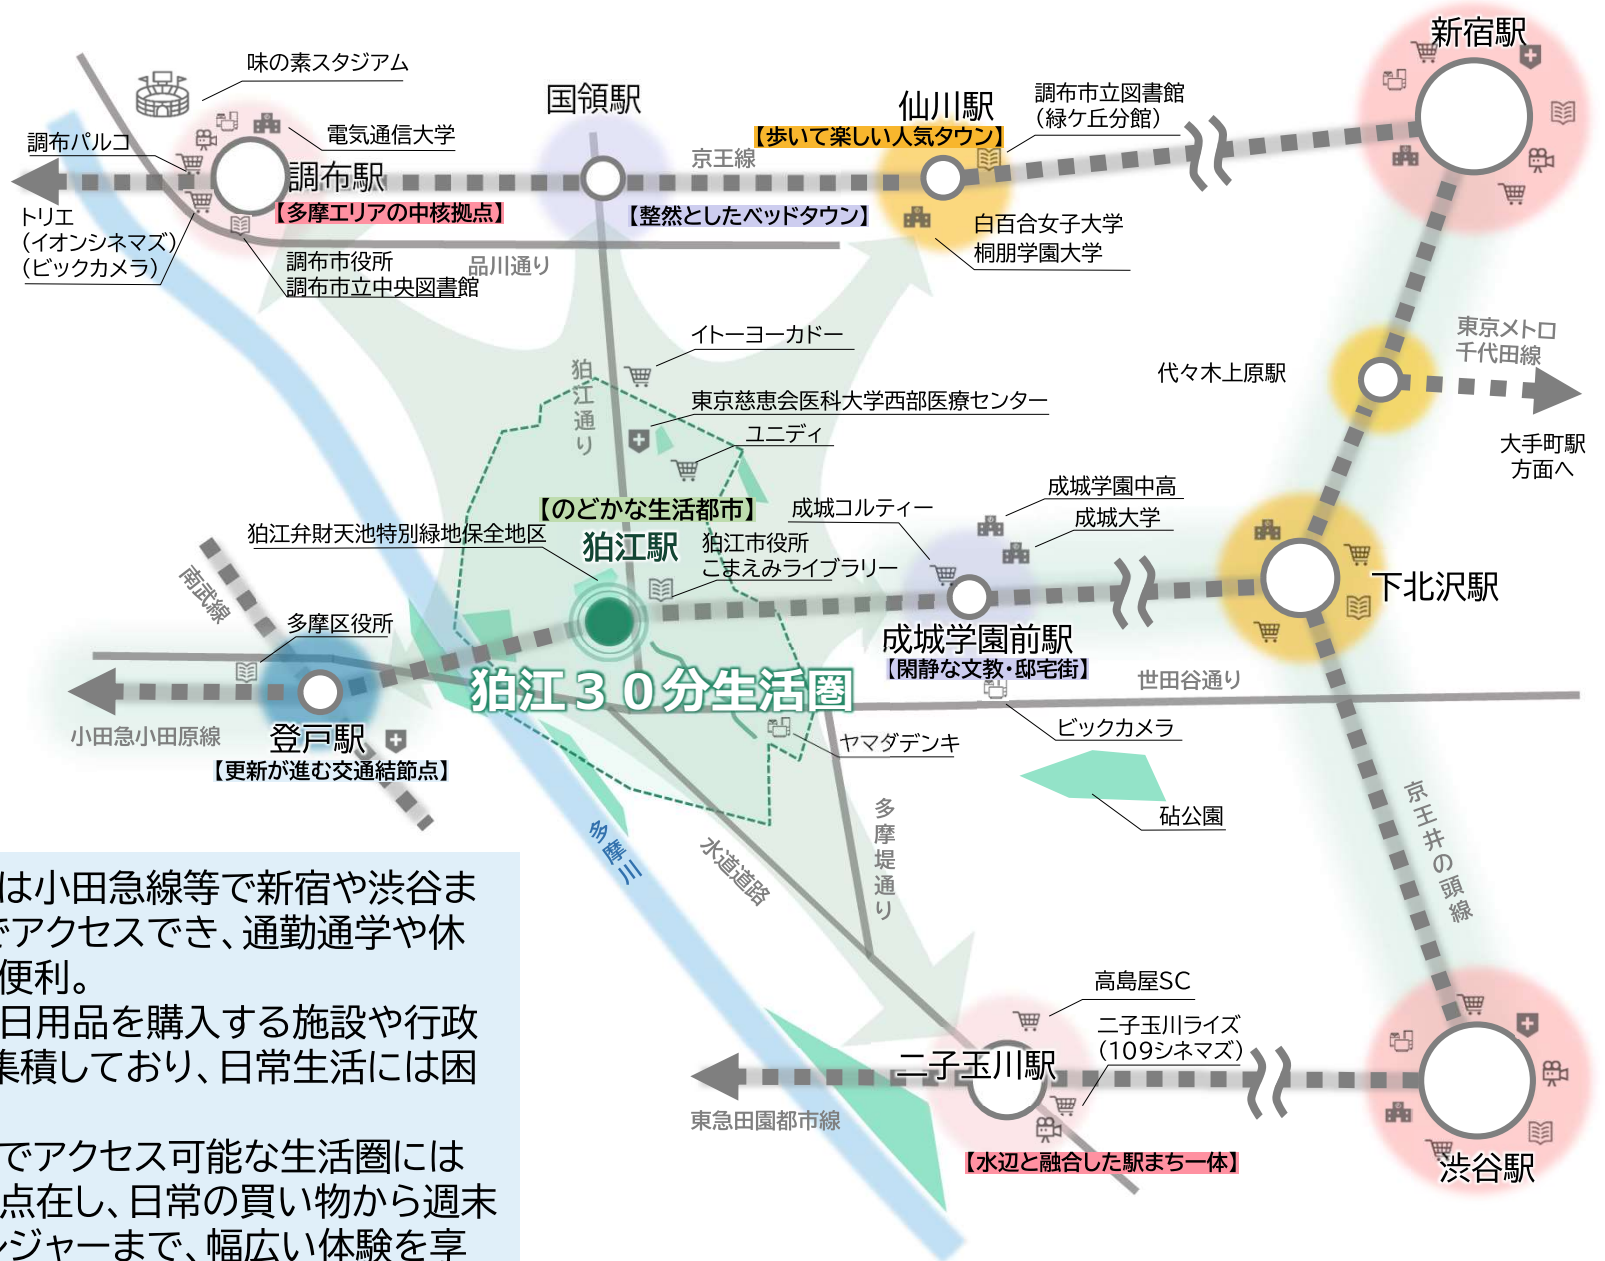 新宿駅
味の素スタジアム
国領駅
仙川駅
調布市立図書館
（緑ケ丘分館）
【歩いて楽しい人気タウン】
電気通信大学
調布パルコ
京王線
調布駅
【多摩エリアの中核拠点】
【整然としたベッドタウン】
トリエ
（イオンシネマズ）
（ビックカメラ）
白百合女子大学
桐朋学園大学
調布市役所
調布市立中央図書館
品川通り
イトーヨーカドー
狛江通り
東京メトロ
千代田線
代々木上原駅
東京慈恵会医科大学西部医療センター
ユニディ
大手町駅
方面へ
【のどかな生活都市】
成城コルティー
成城学園中高
成城大学
狛江弁財天池特別緑地保全地区
狛江駅
狛江市役所
こまえみライブラリー
南武線
下北沢駅
多摩区役所
成城学園前駅
【閑静な文教・邸宅街】
狛江３０分生活圏
世田谷通り
小田急小田原線
登戸駅
【更新が進む交通結節点】
ビックカメラ
ヤマダデンキ
砧公園
京王井の頭線
多摩川
水道道路
多摩堤通り
は小田急線等で新宿や渋谷ま
でアクセスでき、通勤通学や休
便利。
日用品を購入する施設や行政
集積しており、日常生活には困
でアクセス可能な生活圏には
点在し、日常の買い物から週末
ンジャーまで、幅広い体験を享
高島屋SC
二子玉川ライズ
（109シネマズ）
二子玉川駅
東急田園都市線
【水辺と融合した駅まち一体】
渋谷駅